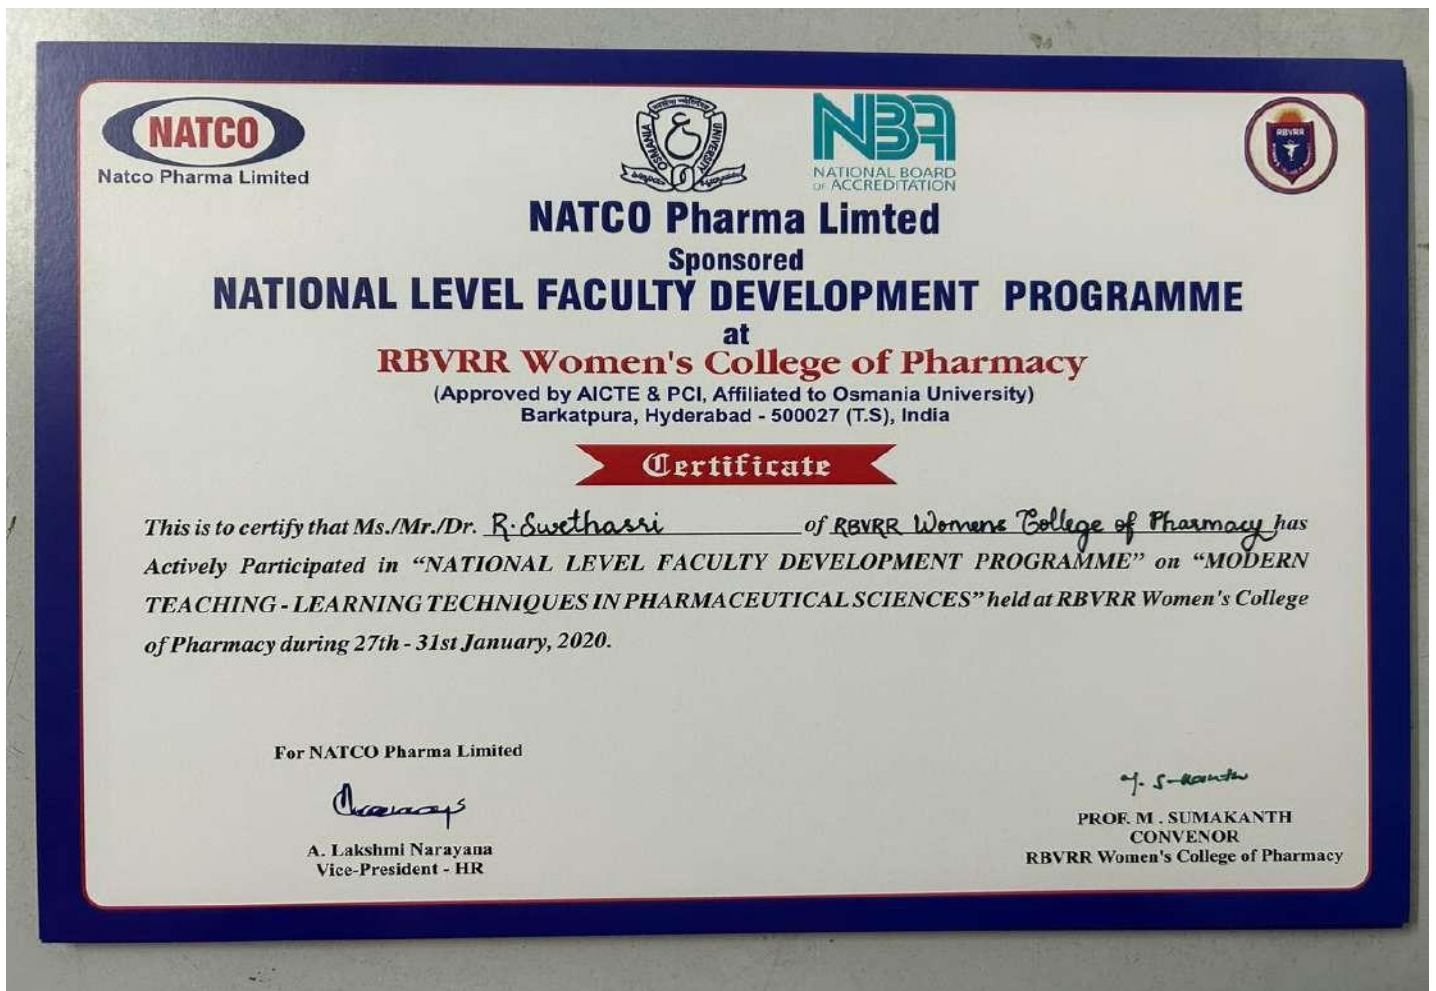 NATCO
Natco Pharma Limited
OSMANIA UNIVERSITY
NBA
NATIONAL BOARD
OF ACCREDITATION
RBVRR
NATCO Pharma Limted
Sponsored
NATIONAL LEVEL FACULTY DEVELOPMENT PROGRAMME
at
RBVRR Women's College of Pharmacy
(Approved by AICTE & PCI, Affiliated to Osmania University)
Barkatpura, Hyderabad - 500027 (T.S), India
Certificate
This is to certify that Ms./Mr./Dr. R. Swethasri of RBVRR Womens College of Pharmacy has
Actively Participated in “NATIONAL LEVEL FACULTY DEVELOPMENT PROGRAMME” on “MODERN
TEACHING - LEARNING TECHNIQUES IN PHARMACEUTICAL SCIENCES” held at RBVRR Women's College
of Pharmacy during 27th - 31st January, 2020.
For NATCO Pharma Limited
A. Lakshmi Narayana
Vice-President - HR
PROF. M . SUMAKANTH
CONVENOR
RBVRR Women's College of Pharmacy